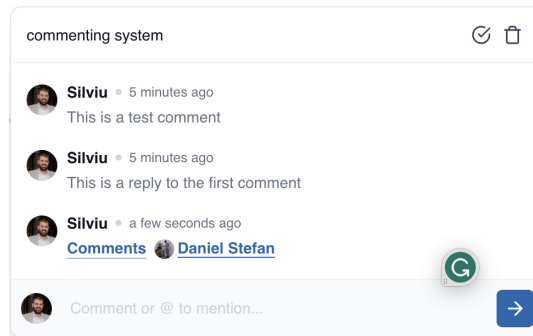 commenting system
Silviu • 5 minutes ago
This is a test comment
Silviu • 5 minutes ago
This is a reply to the first comment
Silviu • a few seconds ago
Comments Daniel Stefan
Comment or @ to mention...